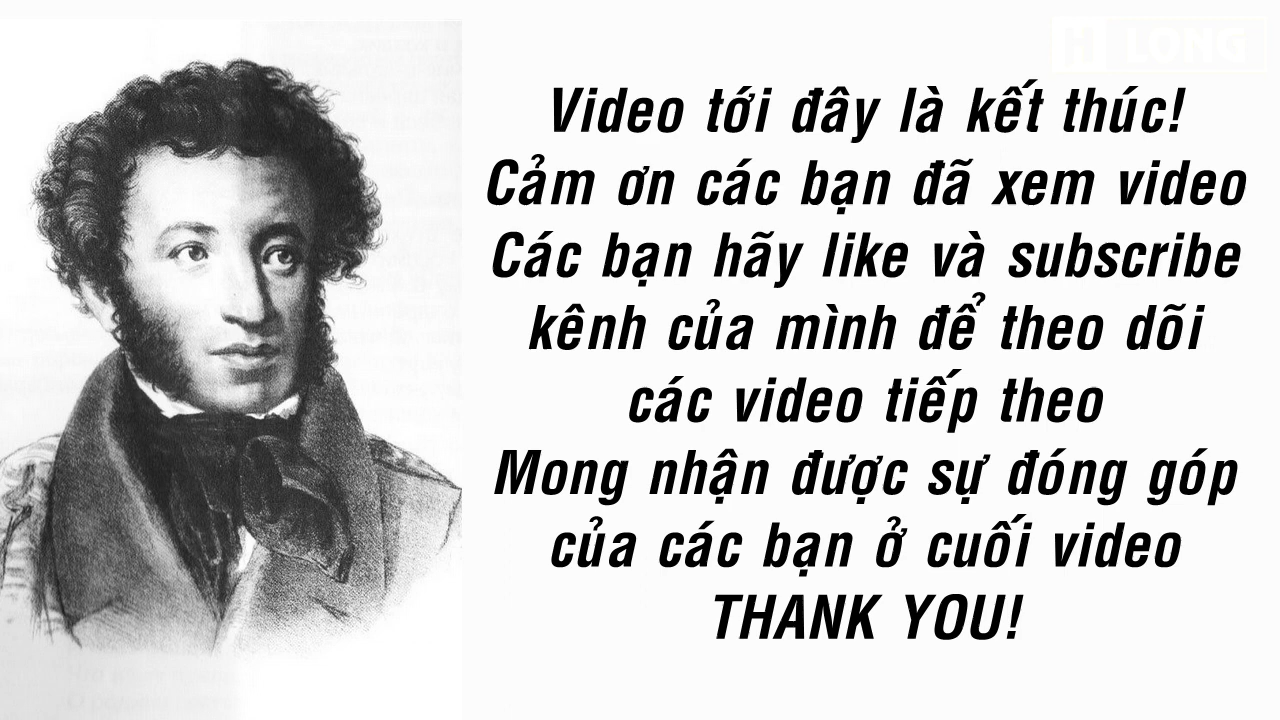 LONG
Video tới đây là kết thúc!
Cảm ơn các bạn đã xem video
Các bạn hãy like và subscribe
kênh của mình để theo dõi
các video tiếp theo
Mong nhận được sự đóng góp
của các bạn ở cuối video
THANK YOU!